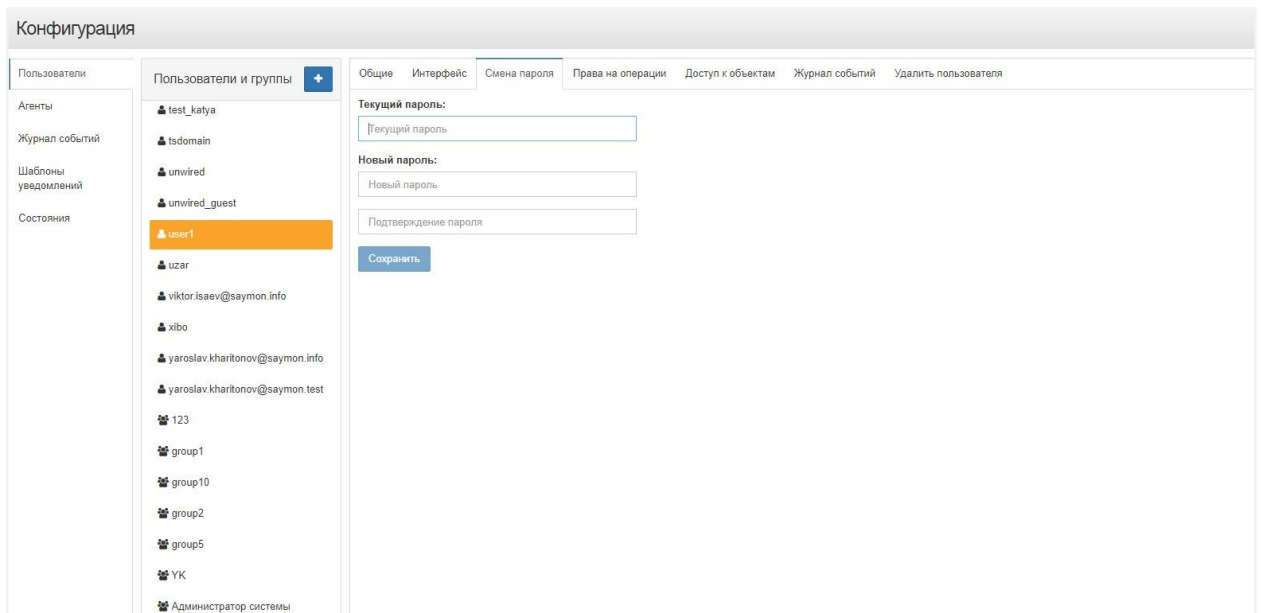 Конфигурация
Пользователи
Агенты
Журнал событий
Шаблоны
уведомлений
Состояния
Пользователи и группы
+
test_katya
tsdomain
unwired
unwired_guest
user1
uzar
viktor.isaev@saymon.info
xibo
yaroslav.kharitonov@saymon.info
yaroslav.kharitonov@saymon.test
123
group1
group10
group2
group5
YK
Администратор системы
Общие Интерфейс Смена пароля Права на операции Доступ к объектам Журнал событий Удалить пользователя
Текущий пароль:
Текущий пароль
Новый пароль:
Новый пароль
Подтверждение пароля
Сохранить